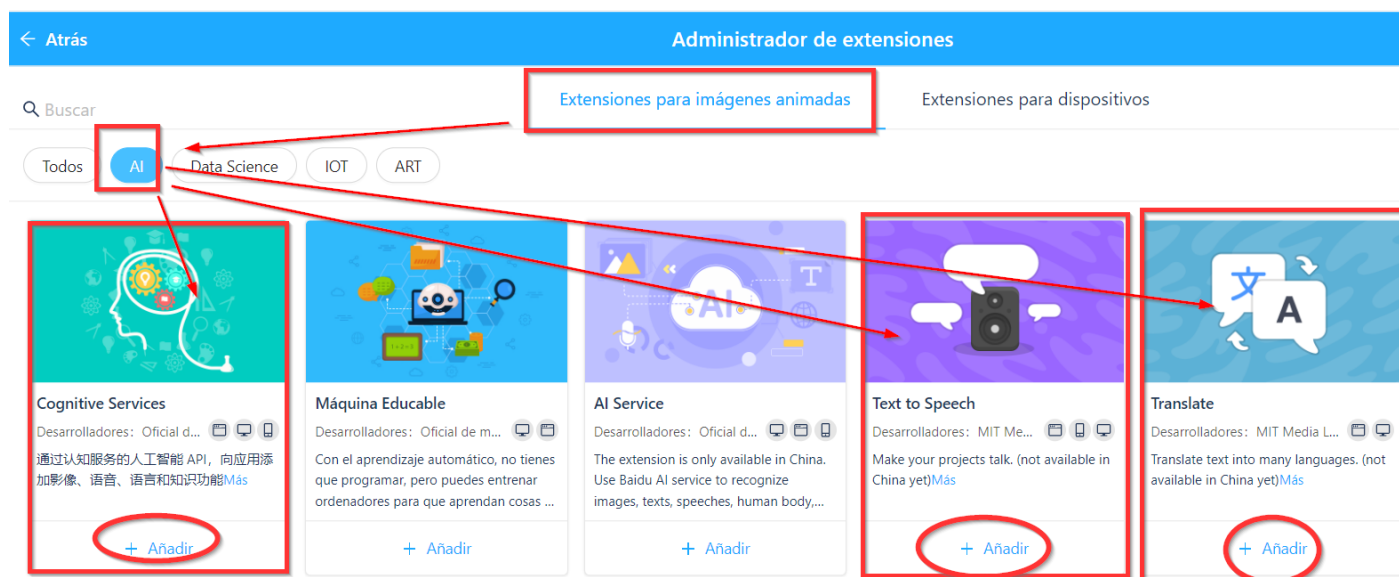 Atrás
Administrador de extensiones
Buscar
Extensiones para imágenes animadas
Extensiones para dispositivos
Todos
AI
Data Science
IOT
ART
AI
T
1+2=3
文
A
Cognitive Services
Desarrolladores: Oficial d...
通过认知服务的人工智能 API，向应用添
加影像、语音、语言和知识功能Más
+ Añadir
Máquina Educable
Desarrolladores: Oficial de m...
Con el aprendizaje automático, no tienes
que programar, pero puedes entrenar
ordenadores para que aprendan cosas ...
+ Añadir
AI Service
Desarrolladores: Oficial d...
The extension is only available in China.
Use Baidu AI service to recognize
images, texts, speeches, human body,...
+ Añadir
Text to Speech
Desarrolladores: MIT Me...
Make your projects talk. (not available in
China yet)Más
+ Añadir
Translate
Desarrolladores: MIT Media L...
Translate text into many languages. (not
available in China yet)Más
+ Añadir